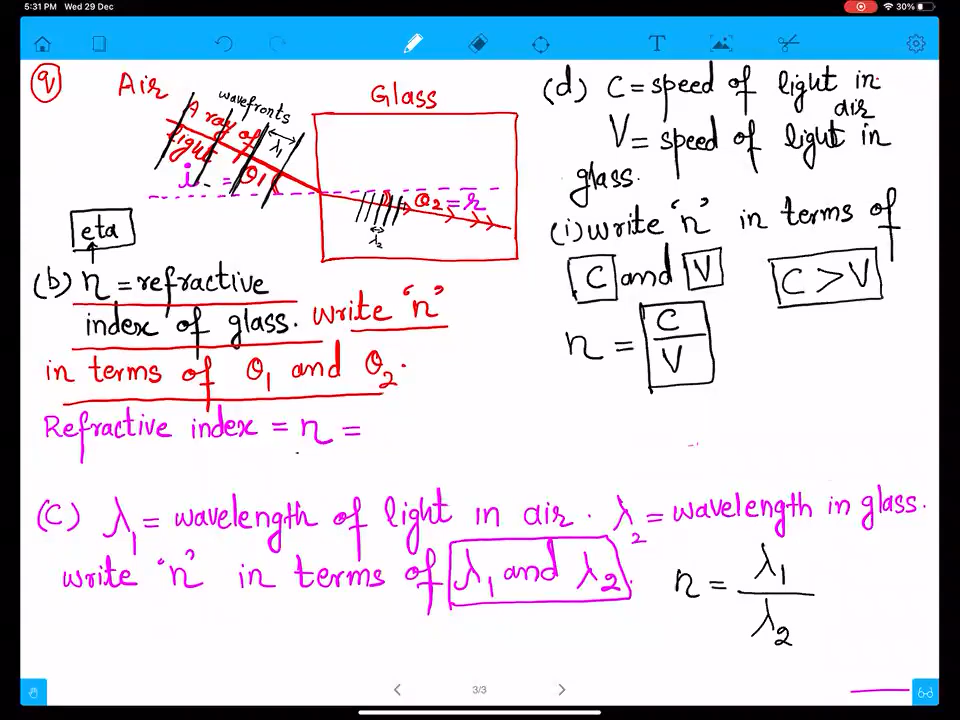 5:31 PM Wed 29 Dec
30%
T
q
Air
wavefronts
A ray of
light
λ1
i
=
θ1
Glass
θ2 = r
λ2
eta
(b) η = refractive
index of glass. write 'η'
in terms of θ1 and θ2.
Refractive index = η =
(C) λ1 = wavelength of light in air. λ2 = wavelength in glass.
write 'η' in terms of λ1 and λ2.
η = λ1
λ2
(d) C = speed of light in
air
V = speed of light in
glass.
(i) write 'η' in terms of
C and V
C > V
η = C
V
3/3